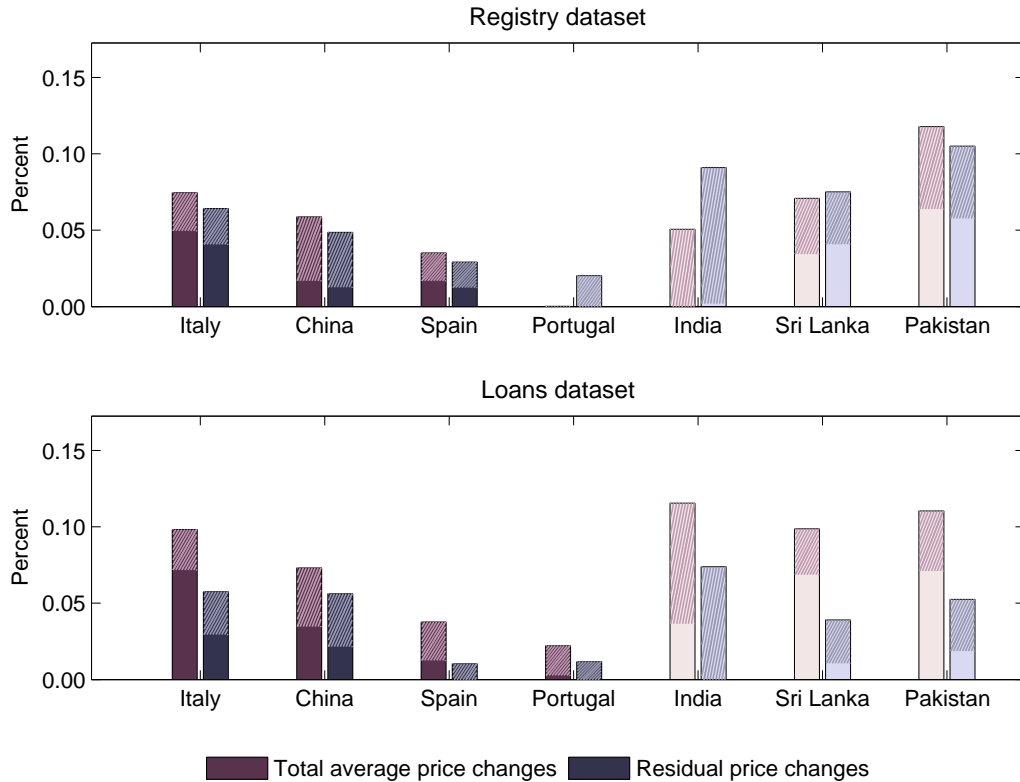 Registry dataset
Percent
0.15
0.10
0.05
0.00
Italy China Spain Portugal India Sri Lanka Pakistan
Loans dataset
Percent
0.15
0.10
0.05
0.00
Italy China Spain Portugal India Sri Lanka Pakistan
Total average price changes Residual price changes